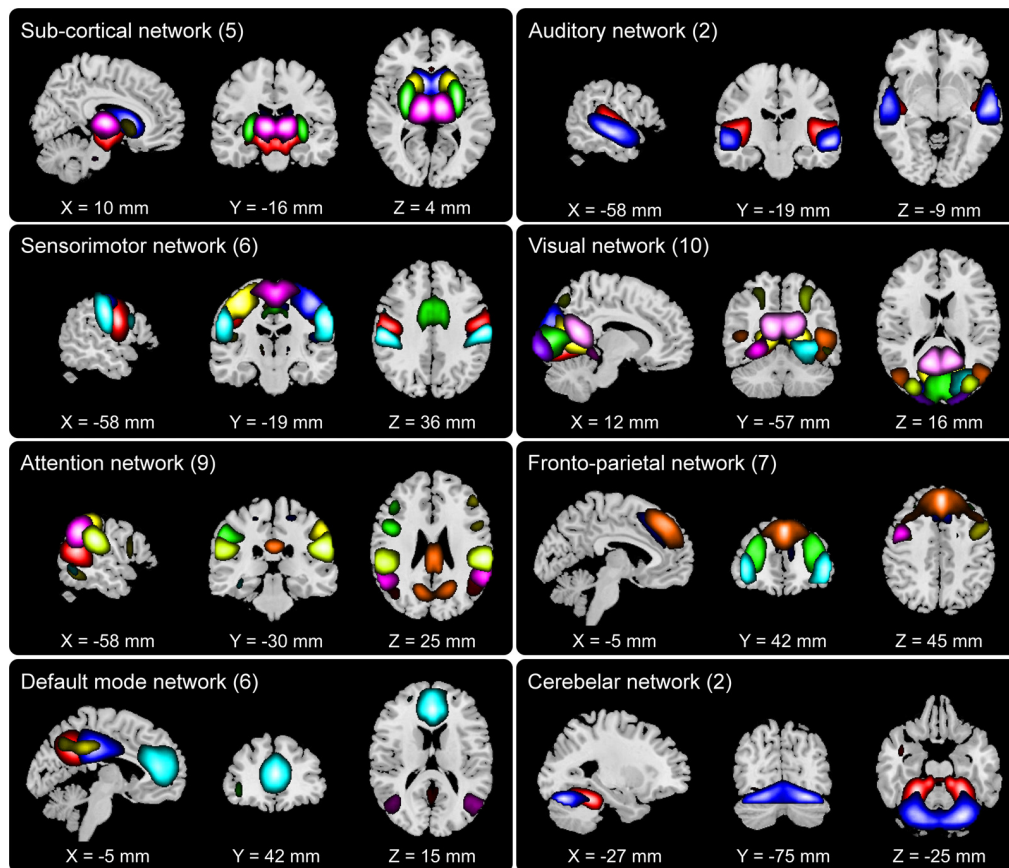 Sub-cortical network (5)
X = 10 mm Y = -16 mm Z = 4 mm
Auditory network (2)
X = -58 mm Y = -19 mm Z = -9 mm
Sensorimotor network (6)
X = -58 mm Y = -19 mm Z = 36 mm
Visual network (10)
X = 12 mm Y = -57 mm Z = 16 mm
Attention network (9)
X = -58 mm Y = -30 mm Z = 25 mm
Fronto-parietal network (7)
X = -5 mm Y = 42 mm Z = 45 mm
Default mode network (6)
X = -5 mm Y = 42 mm Z = 15 mm
Cerebelar network (2)
X = -27 mm Y = -75 mm Z = -25 mm